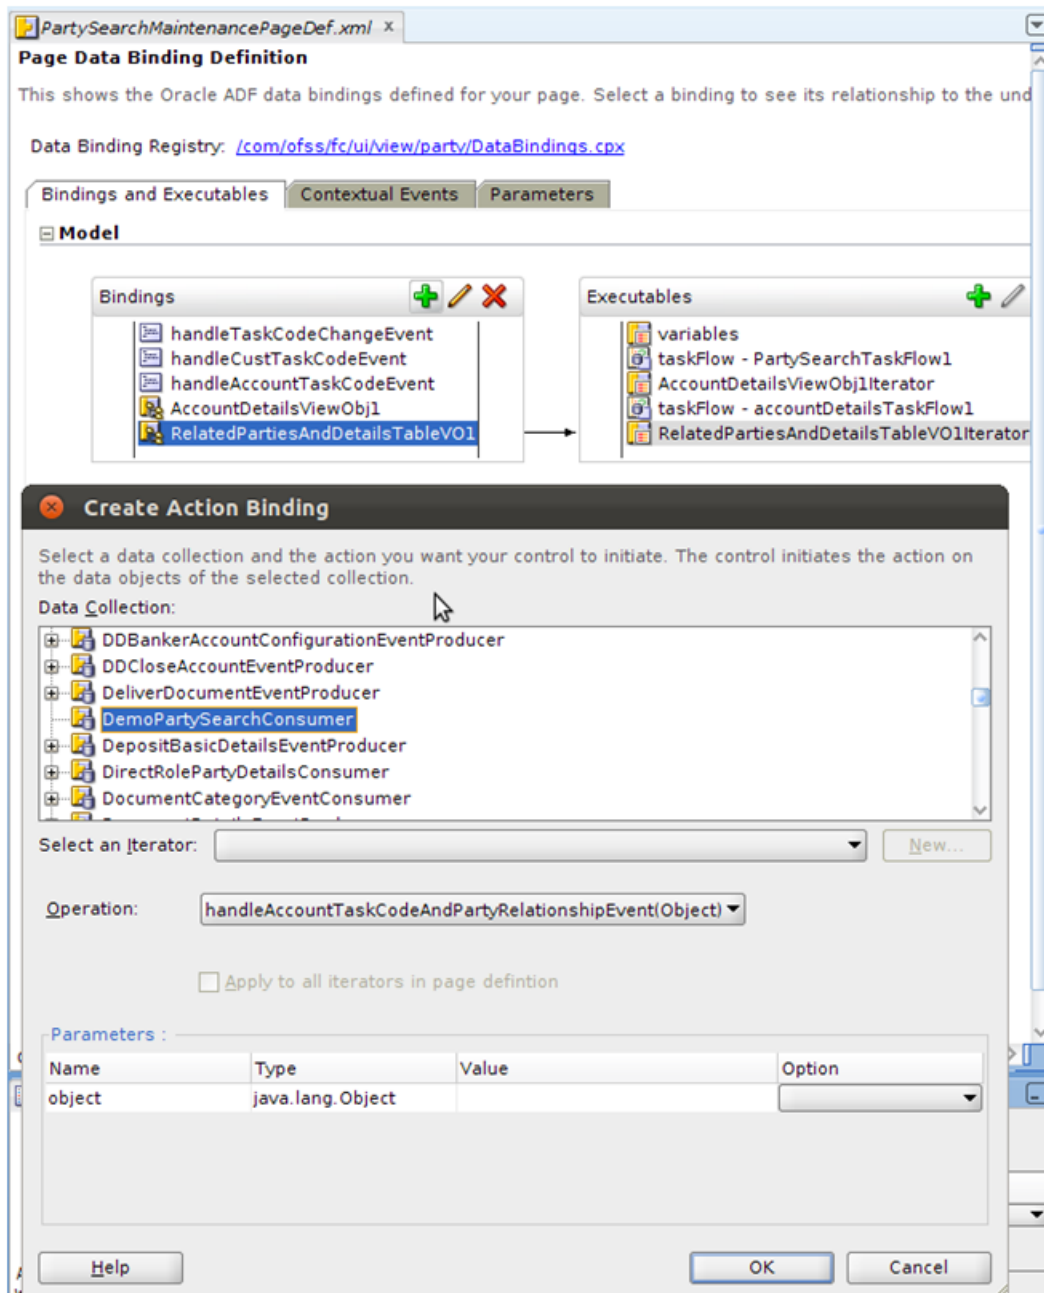 PartySearchMaintenancePageDef.xml x
Page Data Binding Definition
This shows the Oracle ADF data bindings defined for your page. Select a binding to see its relationship to the und
Data Binding Registry: /com/ofss/fc/ui/view/party/DataBindings.cpx
Bindings and Executables Contextual Events Parameters
Model
Bindings Executables
handleTaskCodeChangeEvent variables
handleCustTaskCodeEvent taskFlow - PartySearchTaskFlow1
handleAccountTaskCodeEvent AccountDetailsViewObj1Iterator
AccountDetailsViewObj1 taskFlow - accountDetailsTaskFlow1
RelatedPartiesAndDetailsTableVO1 RelatedPartiesAndDetailsTableVO1Iterator
Create Action Binding
Select a data collection and the action you want your control to initiate. The control initiates the action on
the data objects of the selected collection.
Data Collection:
DDBankerAccountConfigurationEventProducer
DDCloseAccountEventProducer
DeliverDocumentEventProducer
DemoPartySearchConsumer
DepositBasicDetailsEventProducer
DirectRolePartyDetailsConsumer
DocumentCategoryEventConsumer
Select an Iterator: New...
Operation: handleAccountTaskCodeAndPartyRelationshipEvent(Object)
Apply to all iterators in page defintion
Parameters :
Name Type Value Option
object java.lang.Object
Help OK Cancel